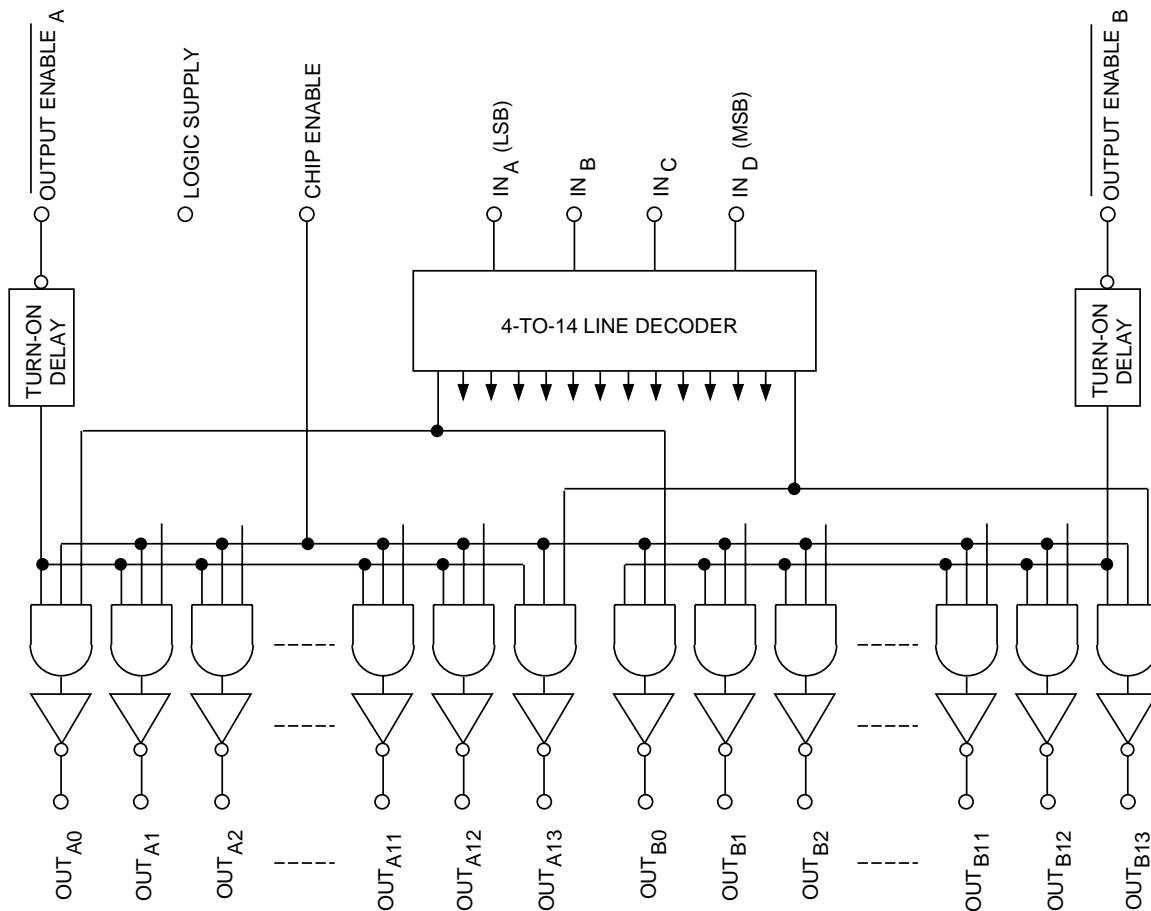 OUTPUT ENABLE A
LOGIC SUPPLY
CHIP ENABLE
IN A (LSB)
IN B
IN C
IN D (MSB)
OUTPUT ENABLE B
TURN-ON
DELAY
4-TO-14 LINE DECODER
TURN-ON
DELAY
OUT A0
OUT A1
OUT A2
OUT A11
OUT A12
OUT A13
OUT B0
OUT B1
OUT B2
OUT B11
OUT B12
OUT B13